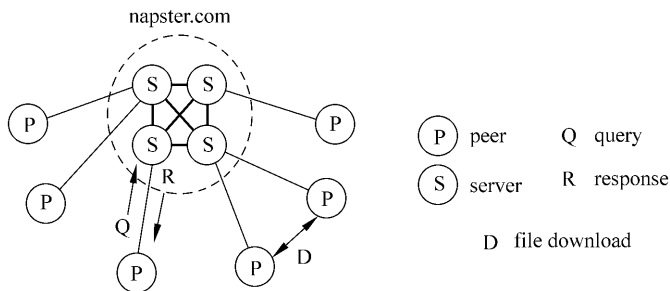 napster.com
S S
P P
P peer Q query
S S
R
S server R response
P
P
Q
D file download
P P D